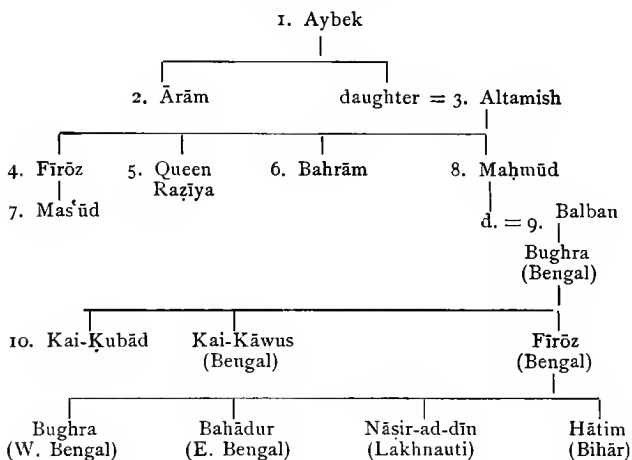 1. Aybek
2. Ārām daughter = 3. Altamish
4. Fīrōz 5. Queen Raẓīya 6. Bahrām 8. Maḥmūd
7. Mas‘ūd d. = 9. Balban
Bughra
(Bengal)
10. Kai-Ḳubād Kai-Kāwus Fīrōz
(Bengal) (Bengal)
Bughra Bahādur Nāṣir-ad-dīn Hātim
(W. Bengal) (E. Bengal) (Lakhnauti) (Bihār)